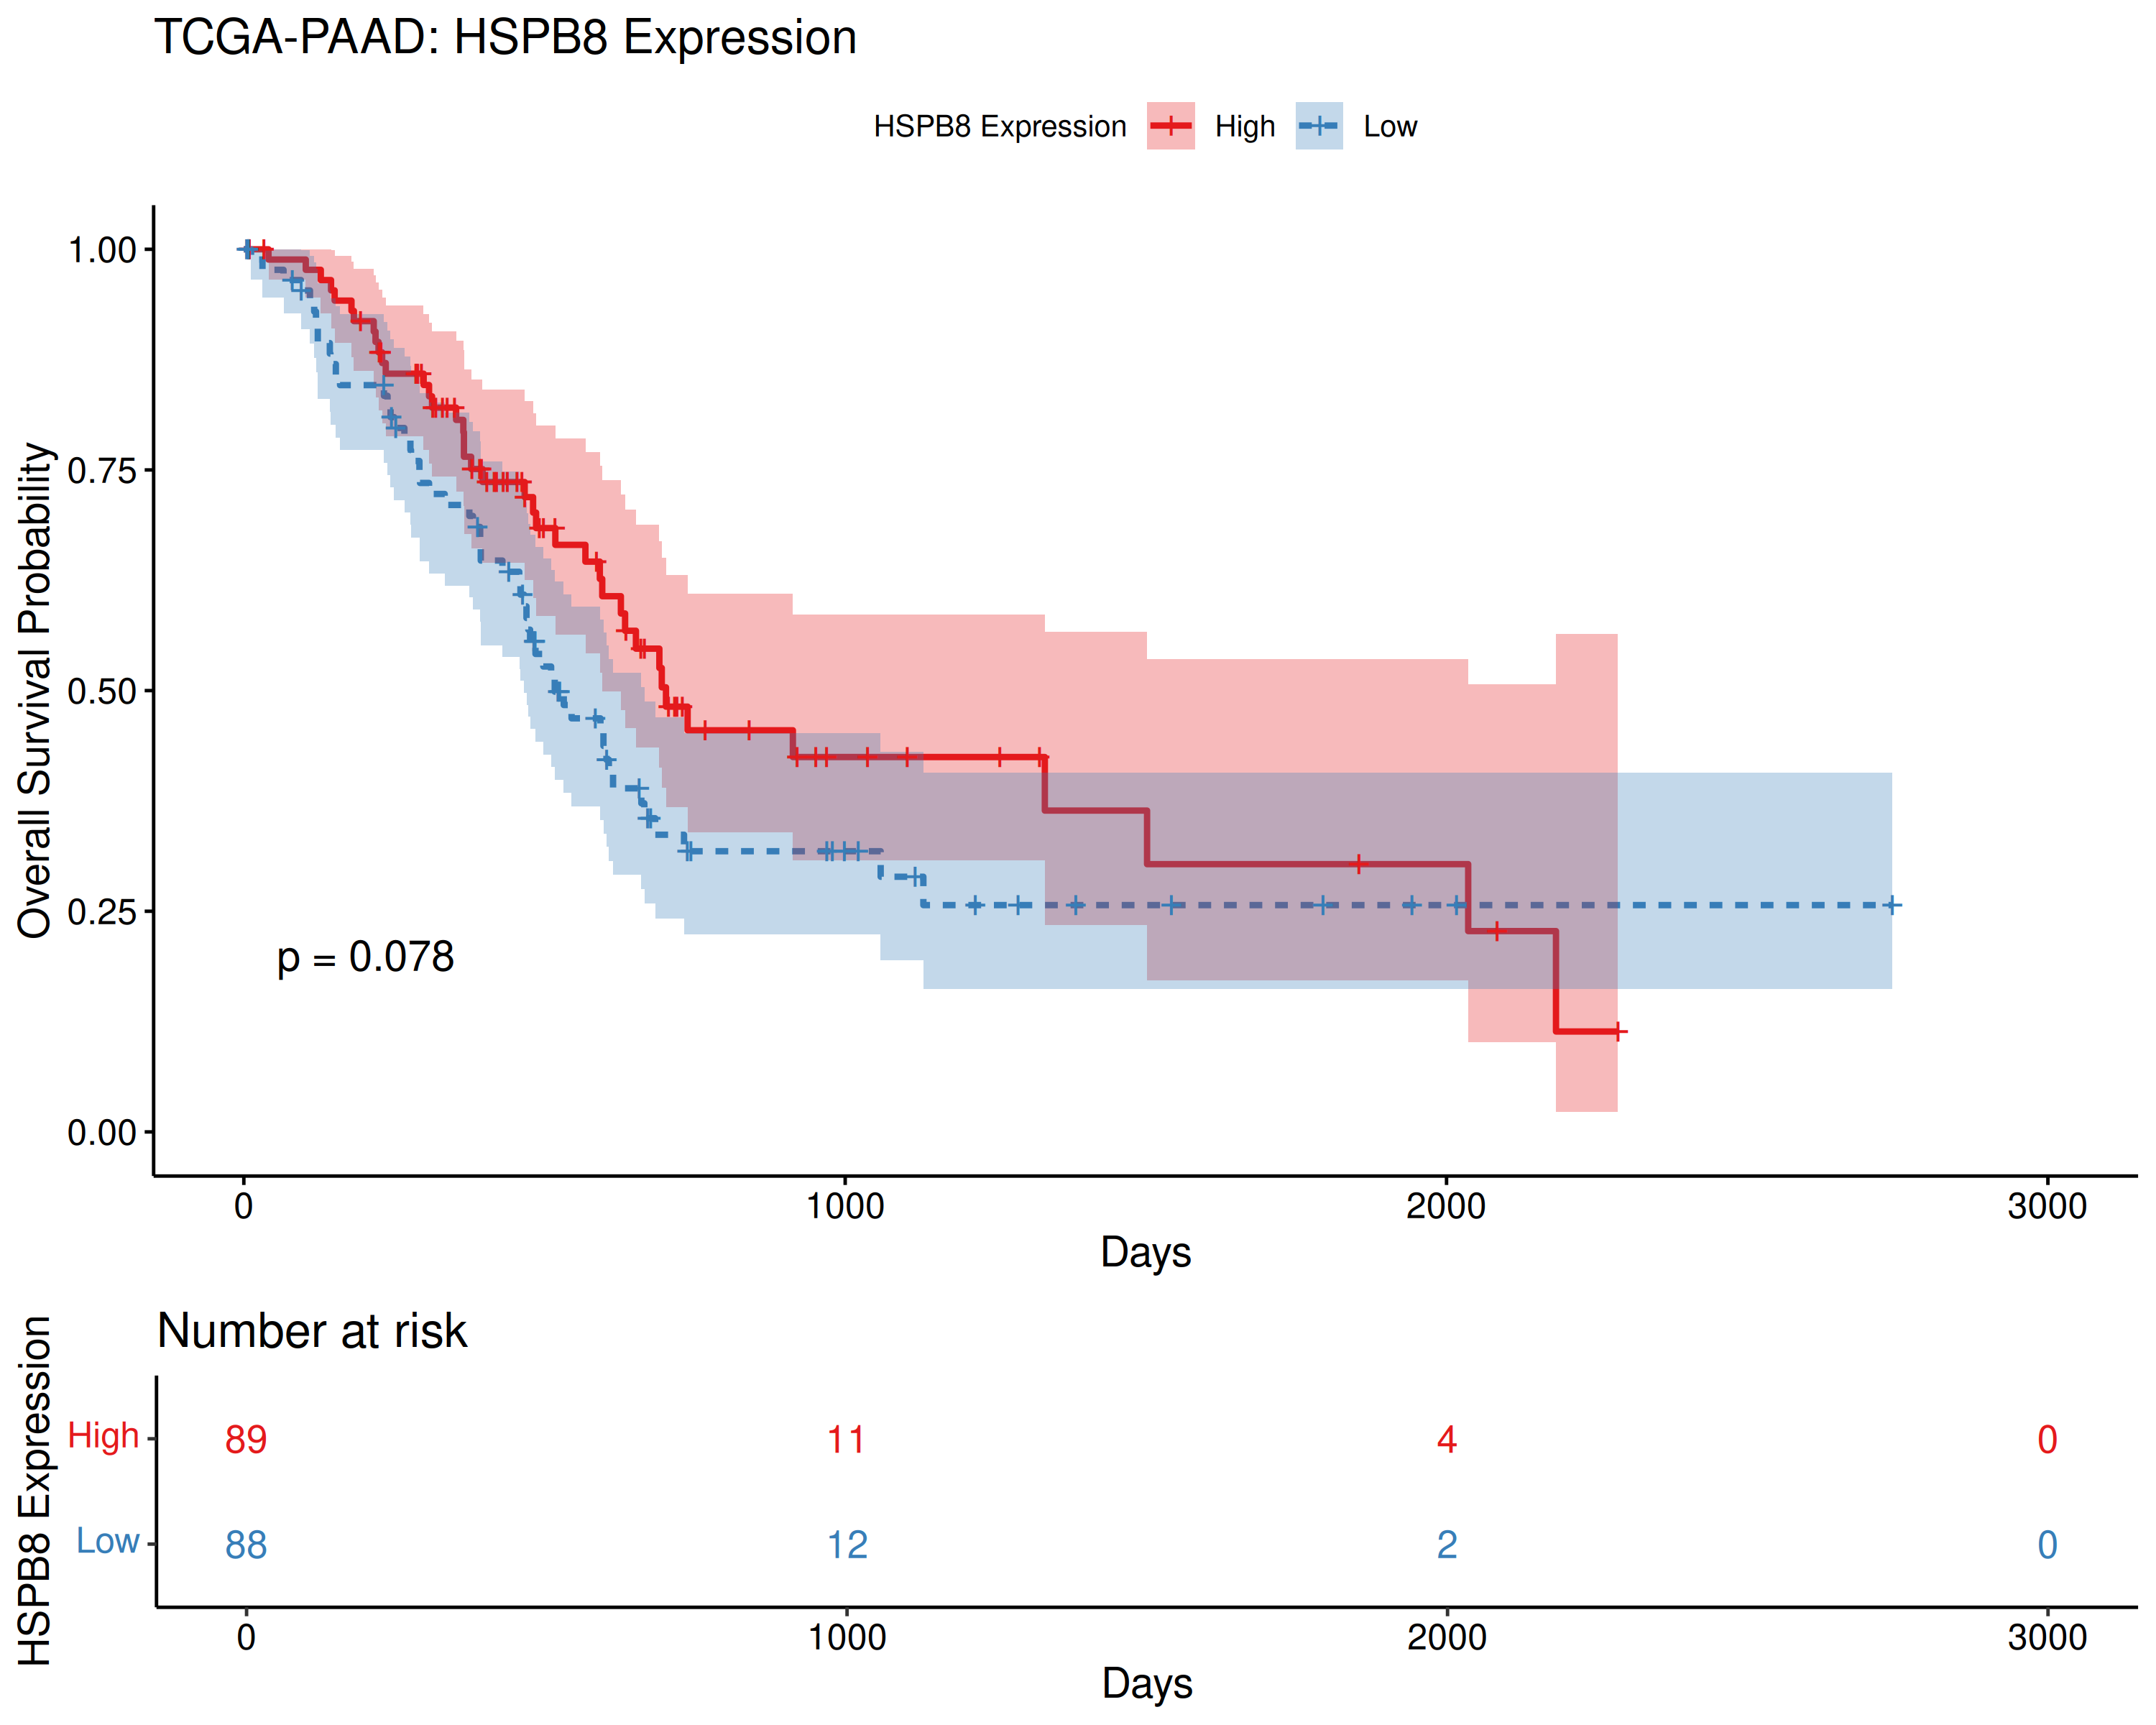 TCGA-PAAD: HSPB8 Expression
HSPB8 Expression High Low
Overall Survival Probability
1.00
0.75
0.50
0.25
0.00
p = 0.078
0 1000 2000 3000
Days
Number at risk
HSPB8 Expression
High 89 11 4 0
Low 88 12 2 0
0 1000 2000 3000
Days